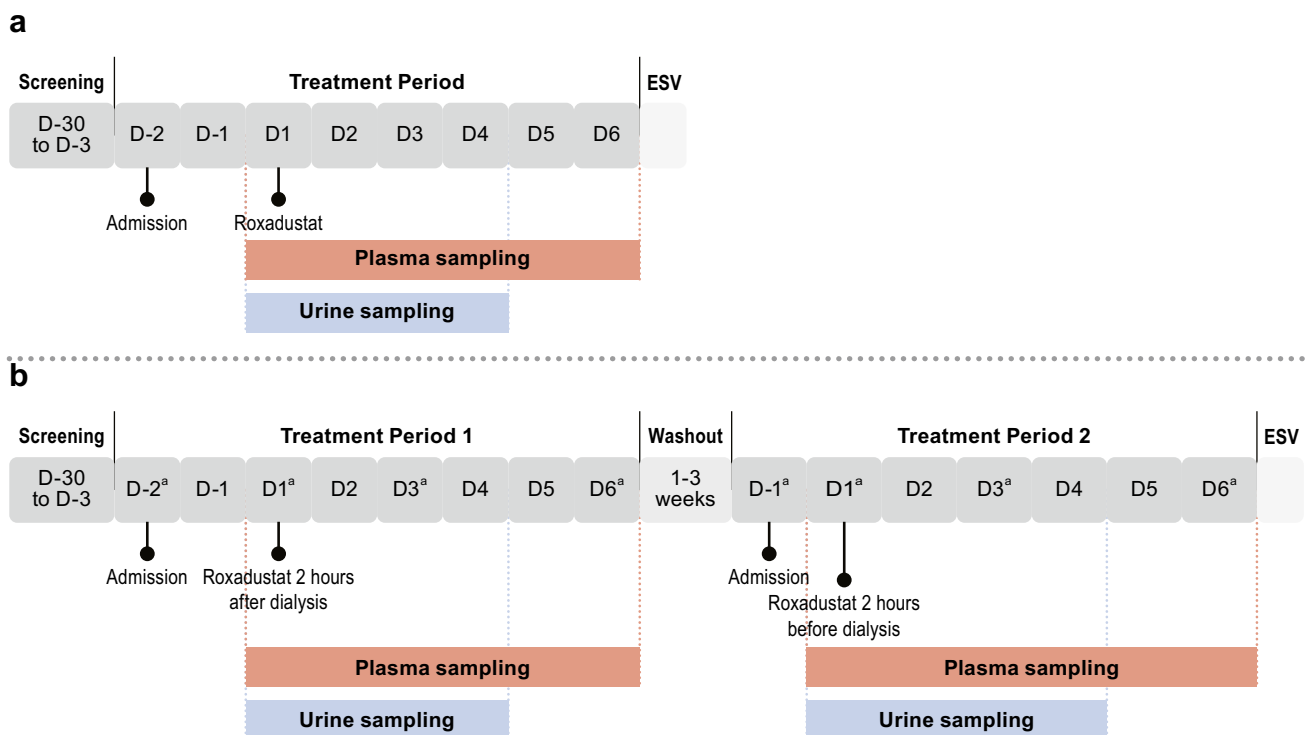 a
Screening Treatment Period ESV
D-30
to D-3
D-2 D-1 D1 D2 D3 D4 D5 D6
Admission Roxadustat
Plasma sampling
Urine sampling
b
Screening Treatment Period 1 Washout Treatment Period 2 ESV
D-30
to D-3
D-2ᵃ D-1 D1ᵃ D2 D3ᵃ D4 D5 D6ᵃ
1-3
weeks
D-1ᵃ D1ᵃ D2 D3ᵃ D4 D5 D6ᵃ
Admission Roxadustat 2 hours
after dialysis
Admission
Roxadustat 2 hours
before dialysis
Plasma sampling Plasma sampling
Urine sampling Urine sampling